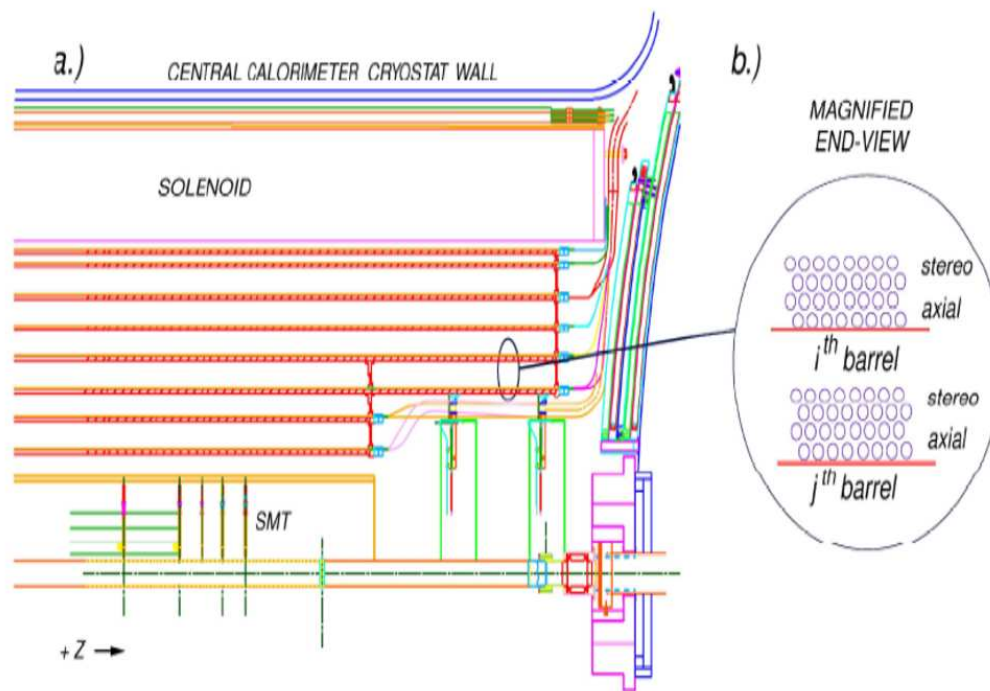 a.)
CENTRAL CALORIMETER CRYOSTAT WALL
SOLENOID
SMT
+ Z
b.)
MAGNIFIED
END-VIEW
stereo
axial
i th barrel
stereo
axial
j th barrel